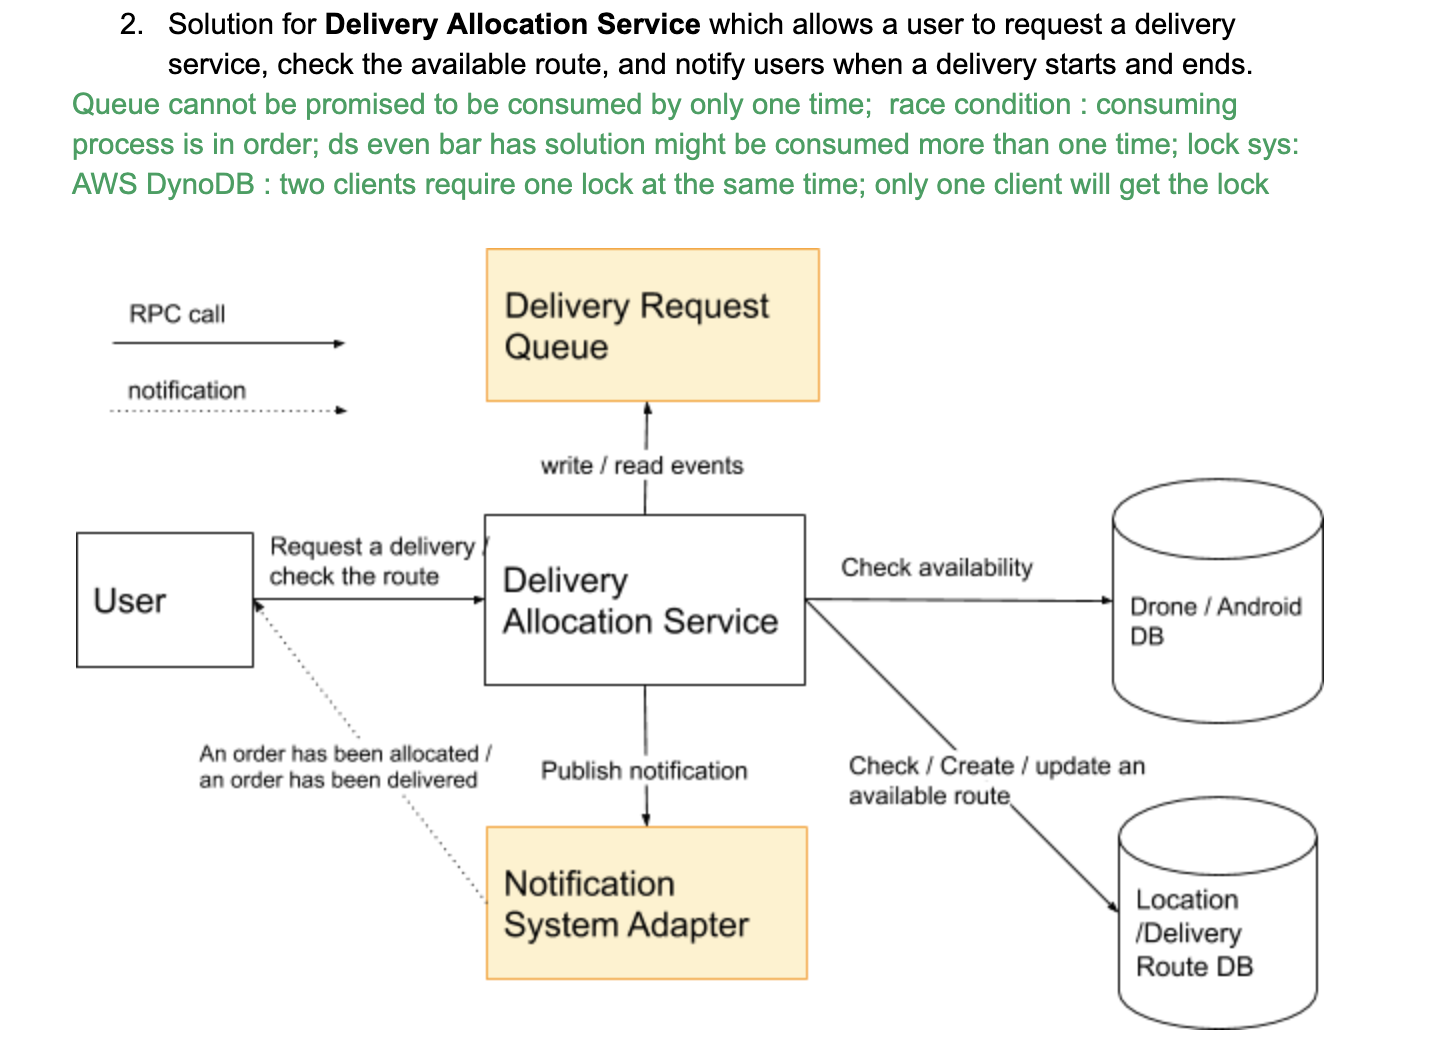 2. Solution for Delivery Allocation Service which allows a user to request a delivery
service, check the available route, and notify users when a delivery starts and ends.
Queue cannot be promised to be consumed by only one time; race condition : consuming
process is in order; ds even bar has solution might be consumed more than one time; lock sys:
AWS DynoDB : two clients require one lock at the same time; only one client will get the lock
RPC call
notification
Delivery Request
Queue
write / read events
User
Request a delivery /
check the route
Delivery
Allocation Service
Check availability
Drone / Android
DB
An order has been allocated /
an order has been delivered
Publish notification
Check / Create / update an
available route
Notification
System Adapter
Location
/Delivery
Route DB